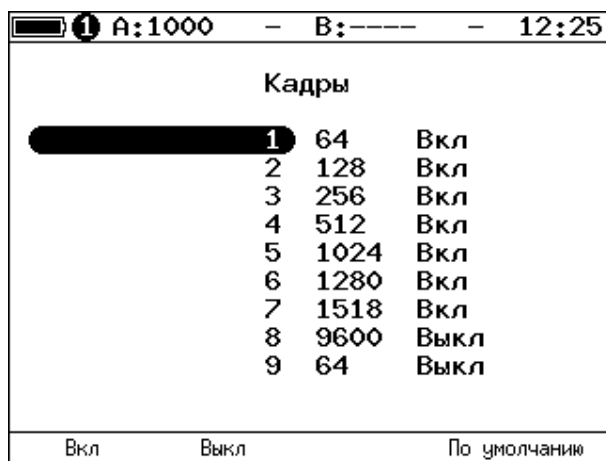 1 A:1000 – B:---- – 12:25
Кадры
1 64 Вкл
2 128 Вкл
3 256 Вкл
4 512 Вкл
5 1024 Вкл
6 1280 Вкл
7 1518 Вкл
8 9600 Выкл
9 64 Выкл
Вкл Выкл По умолчанию